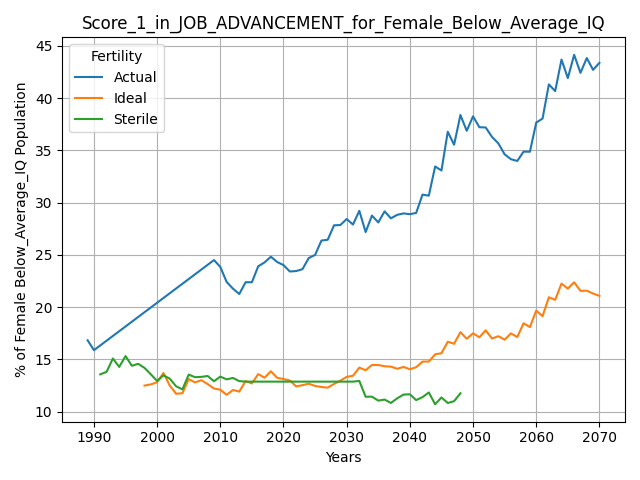 Score_1_in_JOB_ADVANCEMENT_for_Female_Below_Average_IQ
% of Female Below_Average_IQ Population
45
40
35
30
25
20
15
10
Fertility
Actual
Ideal
Sterile
1990 2000 2010 2020 2030 2040 2050 2060 2070
Years